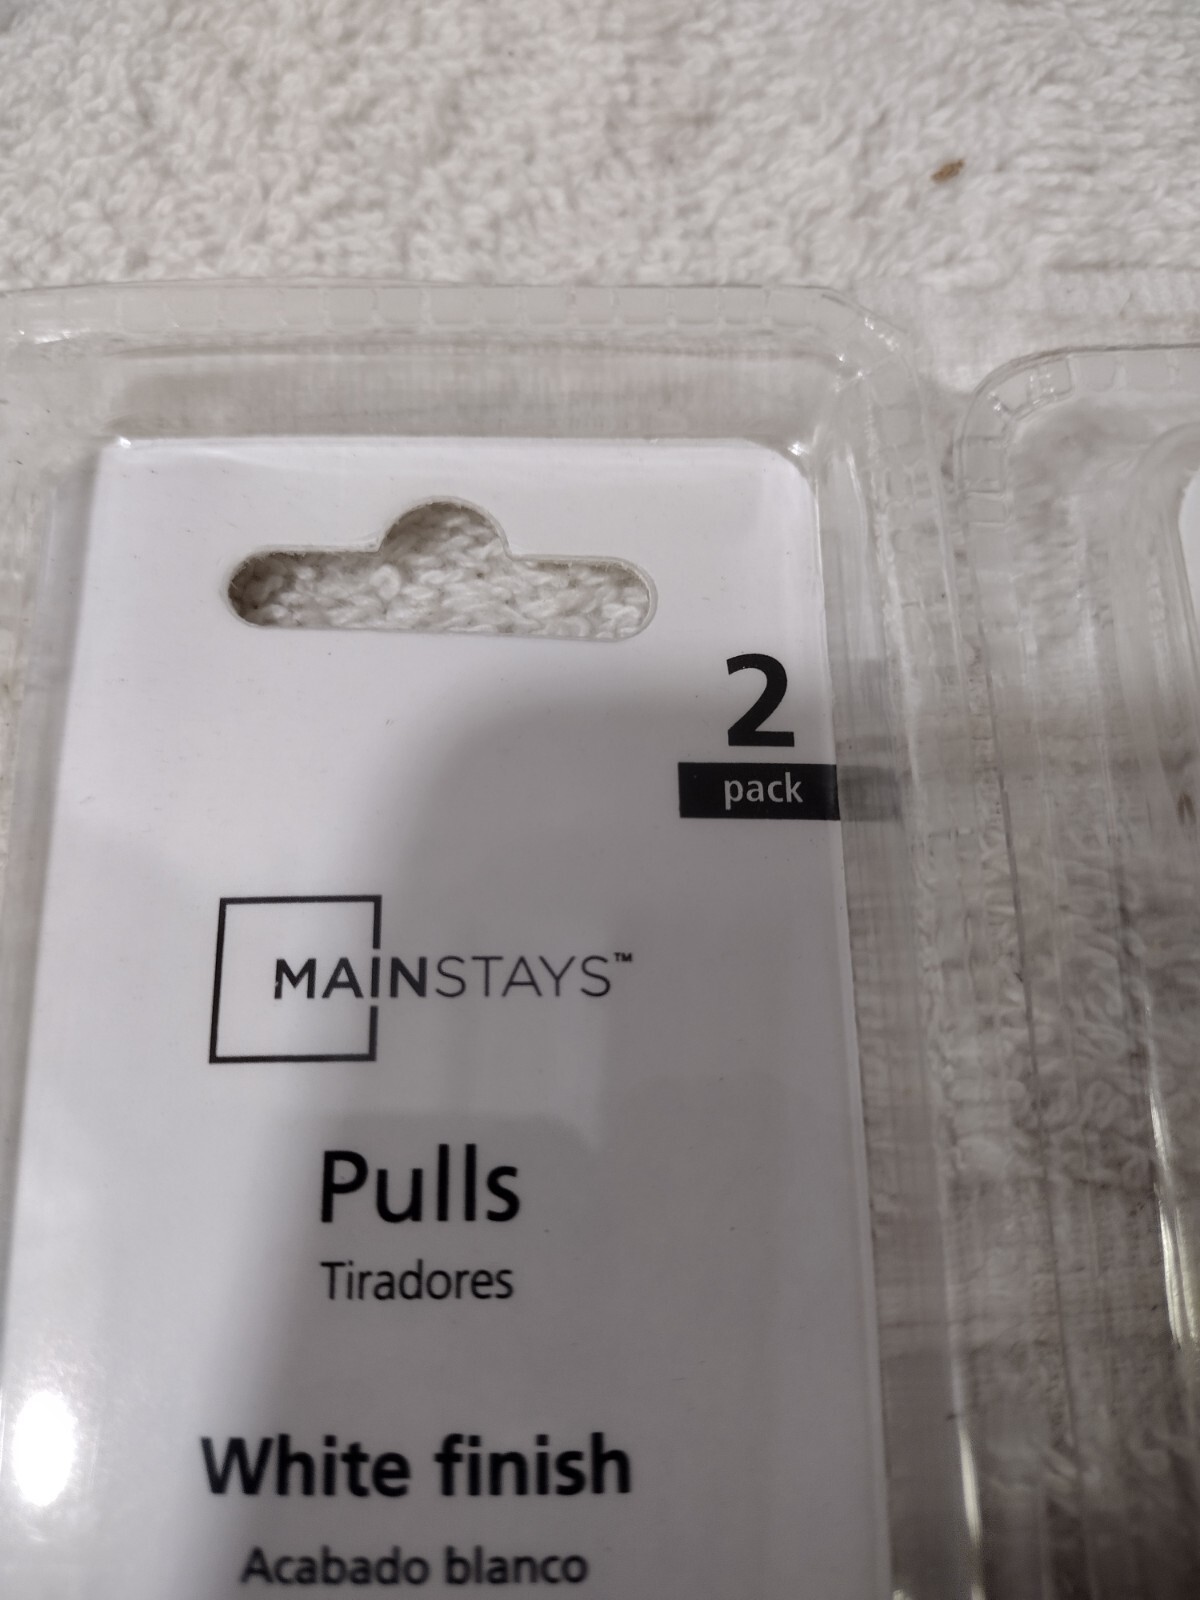 2
pack
MAINSTAYS™
Pulls
Tiradores
White finish
Acabado blanco